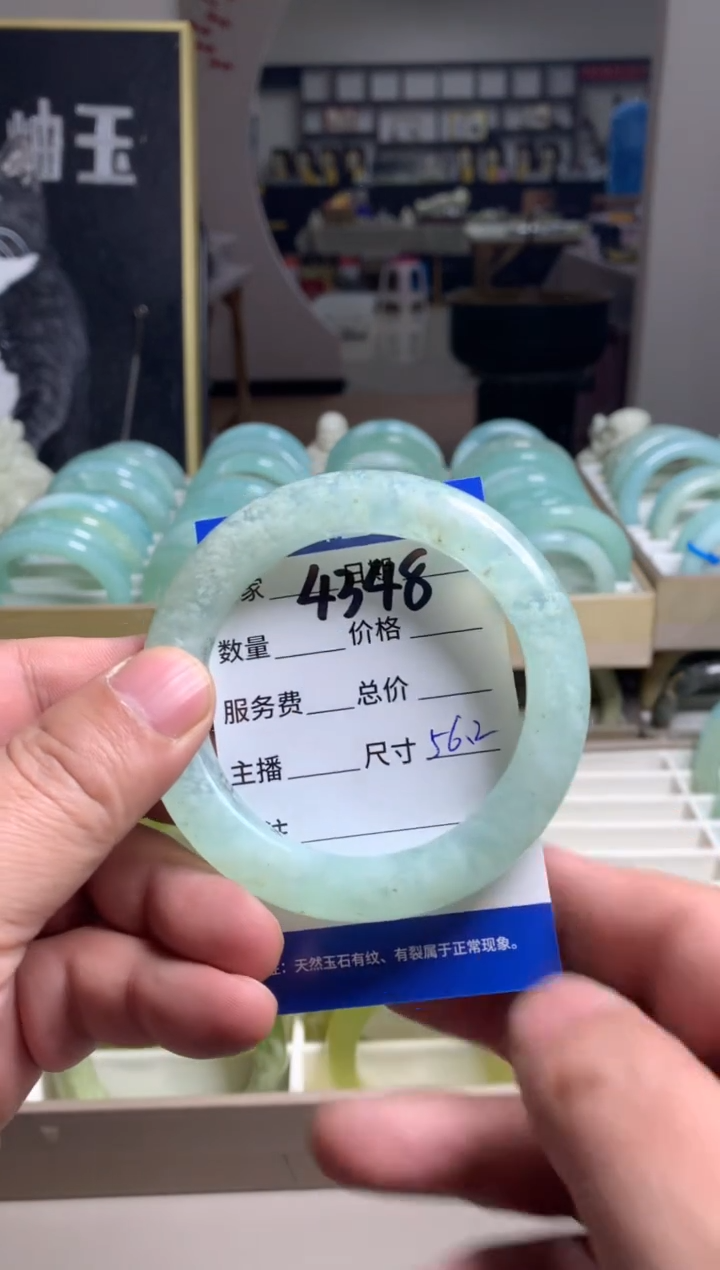 岫玉
家 日期
4348
数量 价格
服务费 总价
主播 尺寸 56.2
注：天然玉石有纹、有裂属于正常现象。